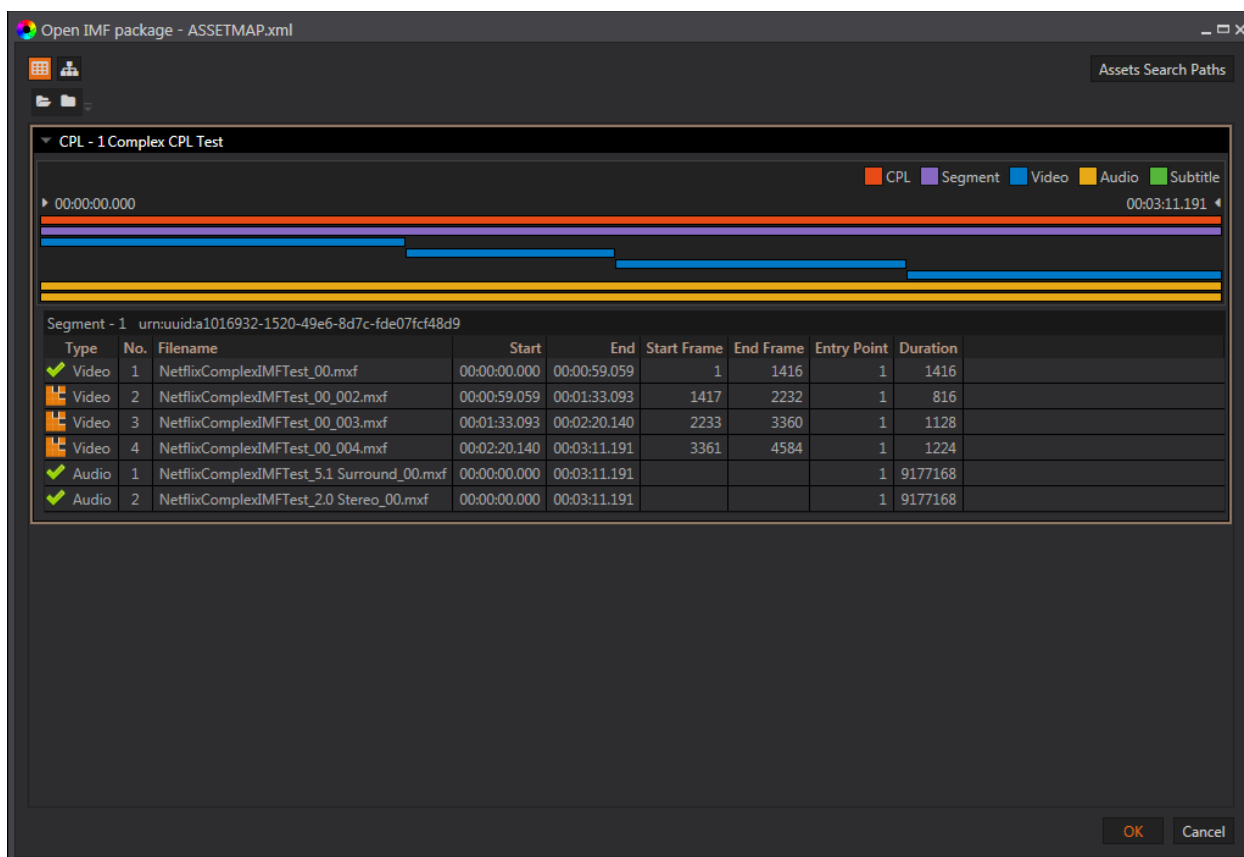 Open IMF package - ASSETMAP.xml
Assets Search Paths
CPL - 1 Complex CPL Test
CPL Segment Video Audio Subtitle
00:00:00.000 00:03:11.191
Segment - 1 urn:uuid:a1016932-1520-49e6-8d7c-fde07fcf48d9
Type No. Filename Start End Start Frame End Frame Entry Point Duration
Video 1 NetflixComplexIMFTest_00.mxf 00:00:00.000 00:00:59.059 1 1416 1 1416
Video 2 NetflixComplexIMFTest_00_002.mxf 00:00:59.059 00:01:33.093 1417 2232 1 816
Video 3 NetflixComplexIMFTest_00_003.mxf 00:01:33.093 00:02:20.140 2233 3360 1 1128
Video 4 NetflixComplexIMFTest_00_004.mxf 00:02:20.140 00:03:11.191 3361 4584 1 1224
Audio 1 NetflixComplexIMFTest_5.1 Surround_00.mxf 00:00:00.000 00:03:11.191 1 9177168
Audio 2 NetflixComplexIMFTest_2.0 Stereo_00.mxf 00:00:00.000 00:03:11.191 1 9177168
OK Cancel